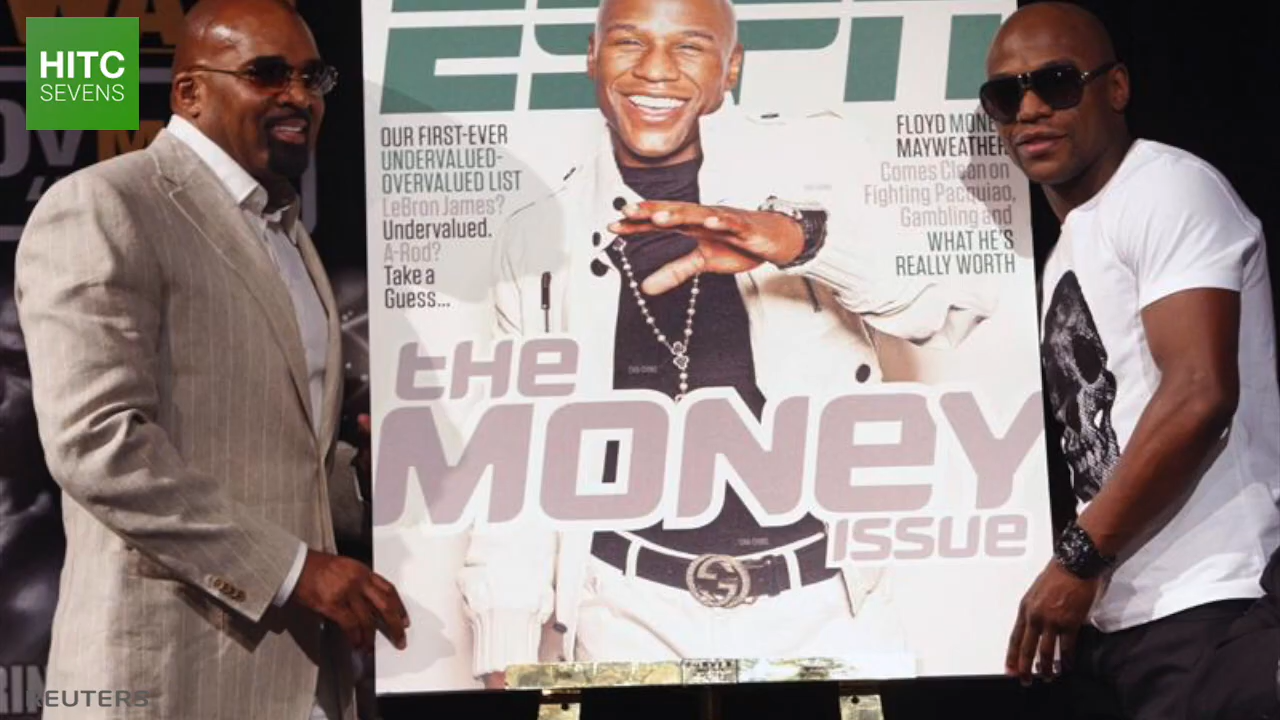 HITC
SEVENS
ESPN
OUR FIRST-EVER
UNDERVALUED-
OVERVALUED LIST
LeBron James?
Undervalued.
A-Rod?
Take a
Guess...
FLOYD MONEY
MAYWEATHER
Comes Clean on
Fighting Pacquiao,
Gambling and
WHAT HE'S
REALLY WORTH
THE
MONEY
ISSUE
REUTERS